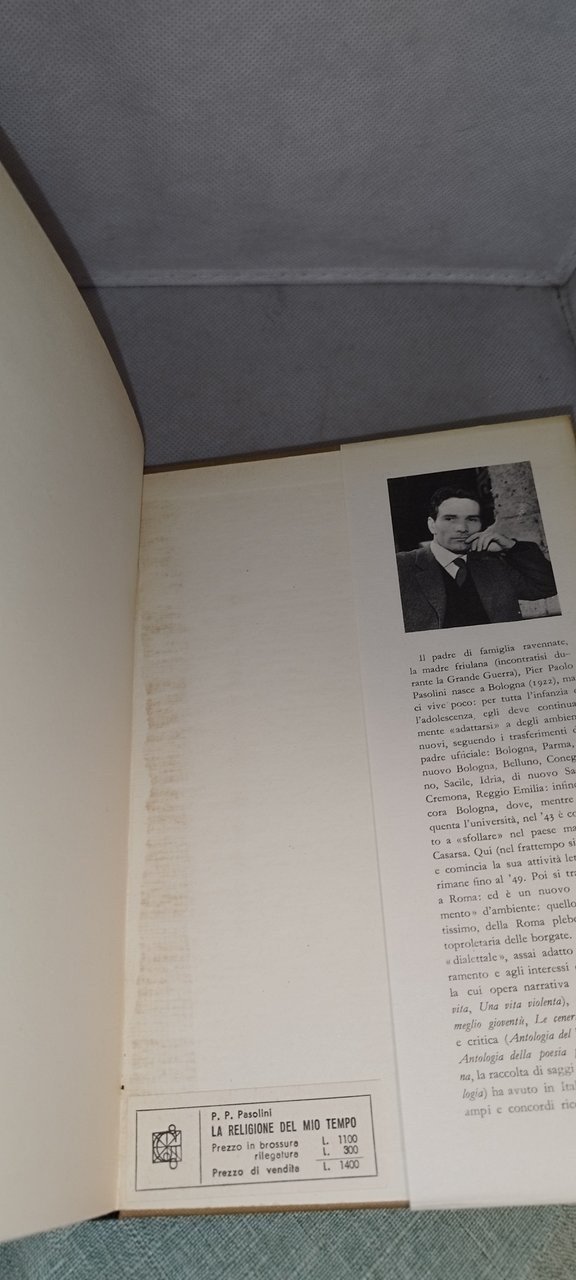 Il padre di famiglia ravennate,
la madre friulana (incontratisi du-
rante la Grande Guerra), Pier Paolo
Pasolini nasce a Bologna (1922), ma
ci vive poco: per tutta l'infanzia
l'adolescenza, egli deve continua
mente «adattarsi» a degli ambien
nuovi, seguendo i trasferimenti
padre ufficiale: Bologna, Parma,
nuovo Bologna, Belluno, Coneg
no, Sacile, Idria, di nuovo Sa
Cremona, Reggio Emilia: infine
cora Bologna, dove, mentre
quenta l'università, nel '43 è co
to a «sfollare» nel paese ma
Casarsa. Qui (nel frattempo si
e comincia la sua attività let
rimane fino al '49. Poi si tra
a Roma: ed è un nuovo
mento» d'ambiente: quello
tissimo, della Roma plebe
toproletaria delle borgate.
«dialettale», assai adatto
ramento e agli interessi
la cui opera narrativa
vita, Una vita violenta),
meglio gioventù, Le cener
e critica (Antologia del
Antologia della poesia
na, la raccolta di saggi
logia) ha avuto in Ital
ampi e concordi rico
P. P. Pasolini
LA RELIGIONE DEL MIO TEMPO
Prezzo in brossura L. 1100
rilegatura L. 300
Prezzo di vendita L. 1400